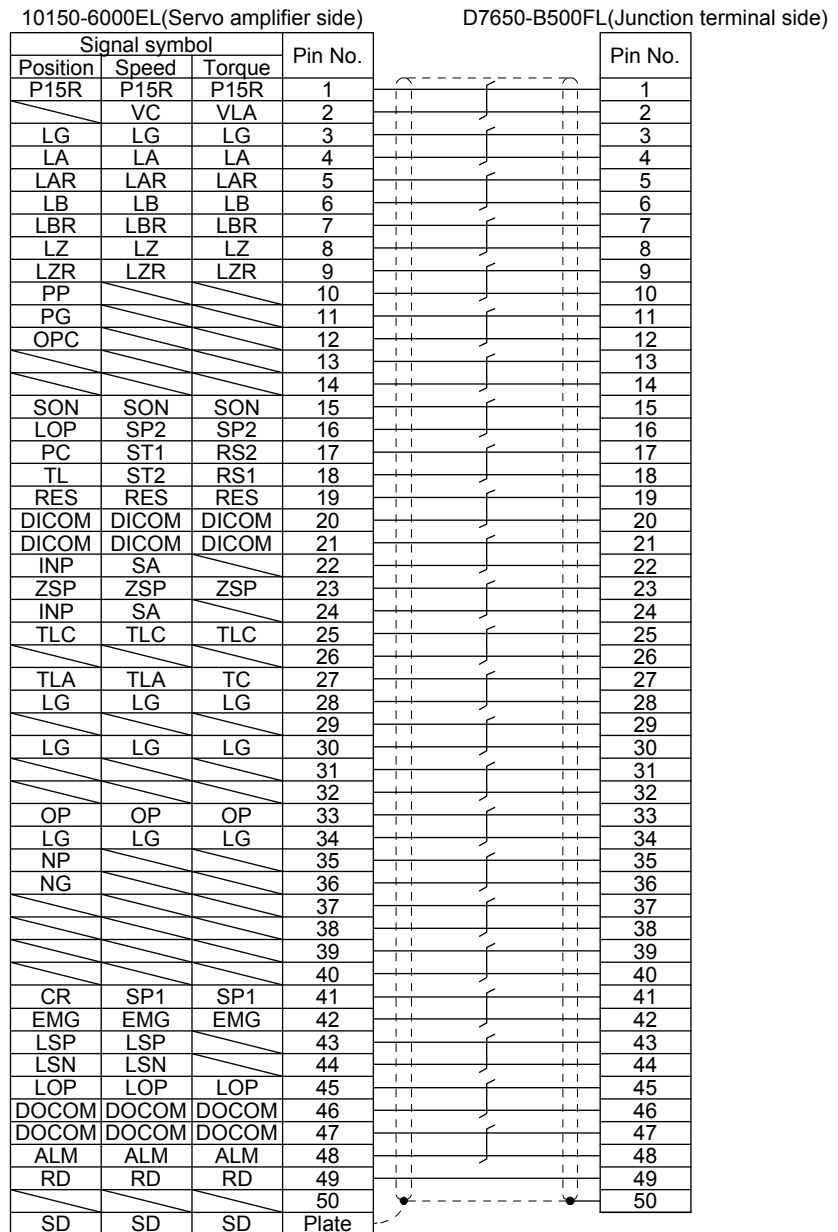 10150-6000EL(Servo amplifier side) D7650-B500FL(Junction terminal side)
Signal symbol Pin No. Pin No.
Position Speed Torque
P15R P15R P15R 1 1
VC VLA 2 2
LG LG LG 3 3
LA LA LA 4 4
LAR LAR LAR 5 5
LB LB LB 6 6
LBR LBR LBR 7 7
LZ LZ LZ 8 8
LZR LZR LZR 9 9
PP 10 10
PG 11 11
OPC 12 12
13 13
14 14
SON SON SON 15 15
LOP SP2 SP2 16 16
PC ST1 RS2 17 17
TL ST2 RS1 18 18
RES RES RES 19 19
DICOM DICOM DICOM 20 20
DICOM DICOM DICOM 21 21
INP SA 22 22
ZSP ZSP ZSP 23 23
INP SA 24 24
TLC TLC TLC 25 25
26 26
TLA TLA TC 27 27
LG LG LG 28 28
29 29
LG LG LG 30 30
31 31
32 32
OP OP OP 33 33
LG LG LG 34 34
NP 35 35
NG 36 36
37 37
38 38
39 39
40 40
CR SP1 SP1 41 41
EMG EMG EMG 42 42
LSP LSP 43 43
LSN LSN 44 44
LOP LOP LOP 45 45
DOCOM DOCOM DOCOM 46 46
DOCOM DOCOM DOCOM 47 47
ALM ALM ALM 48 48
RD RD RD 49 49
50 50
SD SD SD Plate